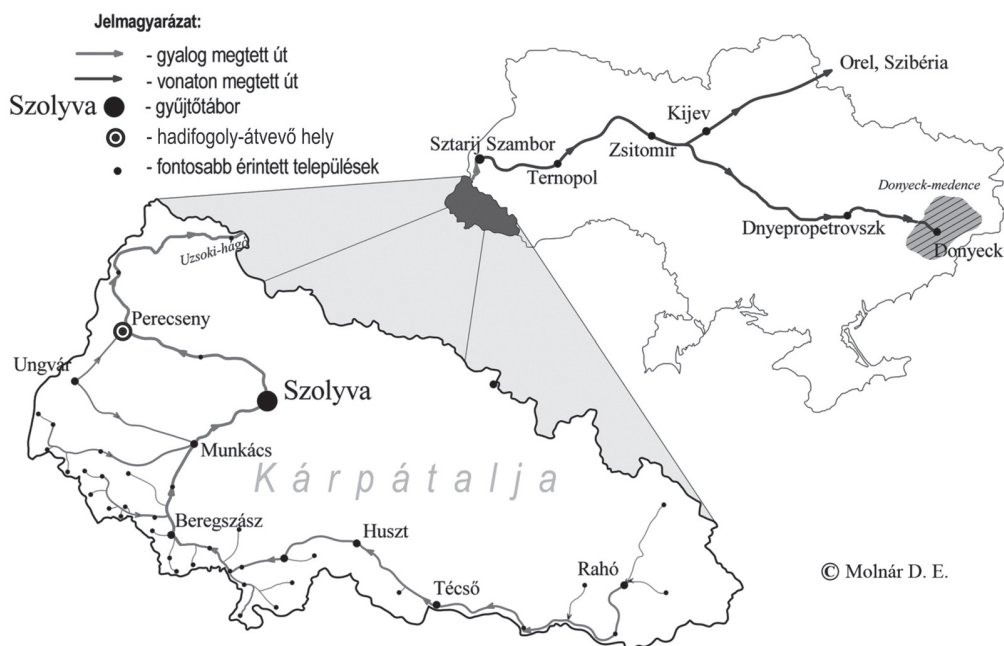 Jelmagyarázat:
- gyalog megtett út
- vonaton megtett út
Szolyva - gyűjtőtábor
- hadifogoly-átvevő hely
- fontosabb érintett települések
Orel, Szibéria
Kijev
Sztarij Szambor
Zsitomir
Ternopol
Donyeck-medence
Dnyepropetrovszk
Donyeck
Uzsoki-hágó
Perecseny
Ungvár
Szolyva
Munkács
Kárpátalja
Beregszász
Huszt
Rahó
Técső
© Molnár D. E.